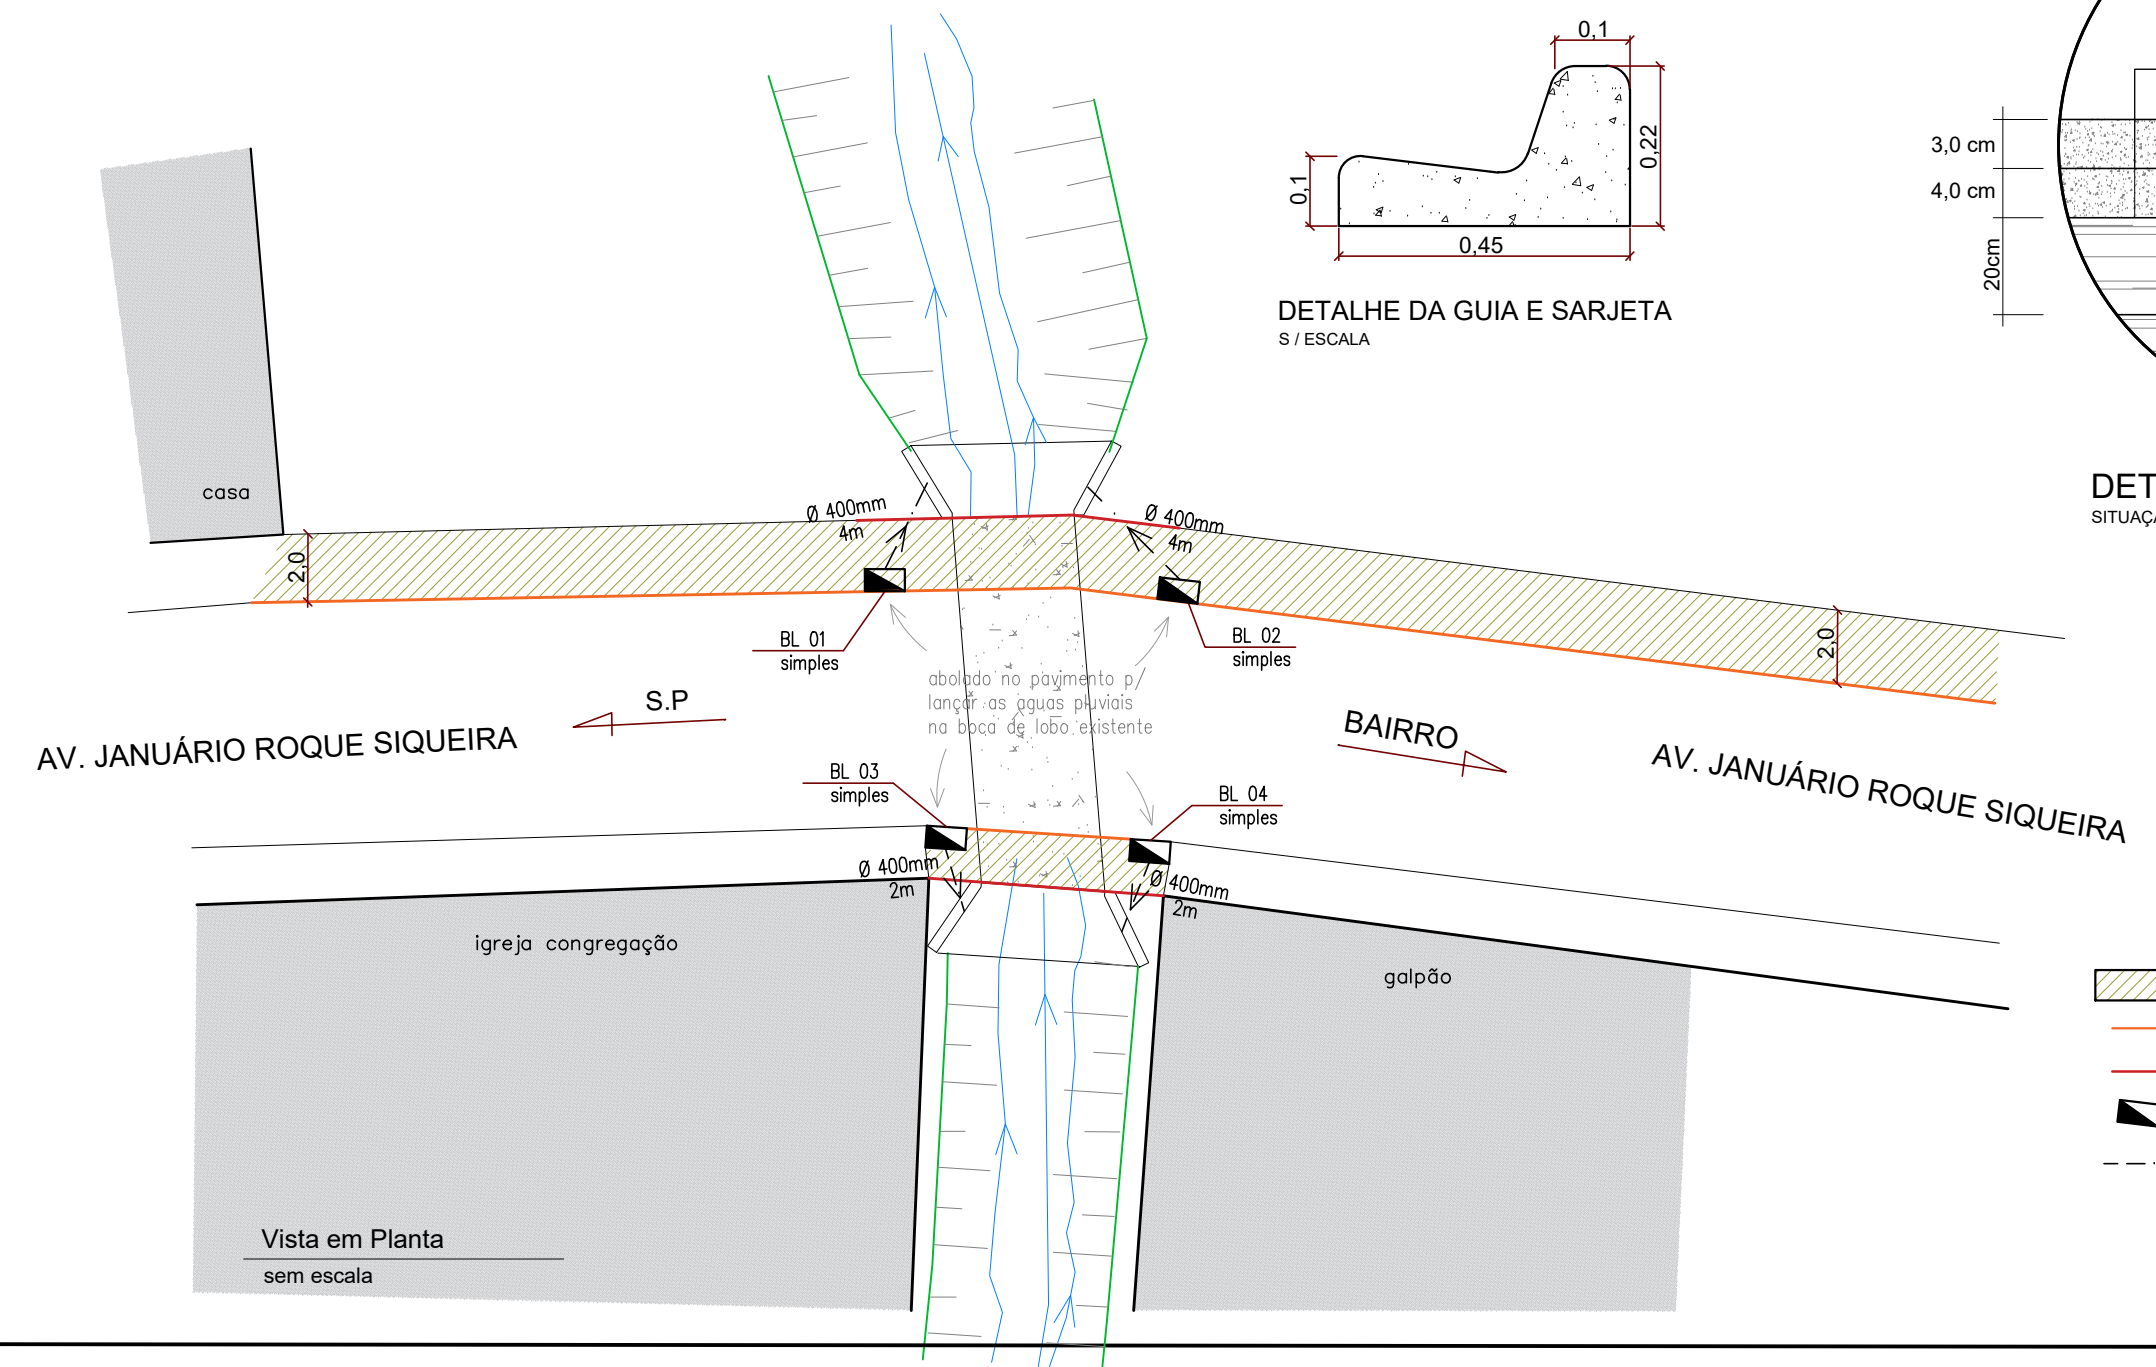 0,1
0,22
0,1
0,45
DETALHE DA GUIA E SARJETA
S / ESCALA
3,0 cm
4,0 cm
20cm
DET
SITUAÇ
casa
2,0
Ø 400mm
4m
Ø 400mm
4m
2,0
BL 01
simples
BL 02
simples
abolado no pavimento p/
lançar as aguas pluviais
na boca de lobo existente
S.P
AV. JANUÁRIO ROQUE SIQUEIRA
BAIRRO
AV. JANUÁRIO ROQUE SIQUEIRA
BL 03
simples
BL 04
simples
Ø 400mm
2m
Ø 400mm
2m
igreja congregação
galpão
Vista em Planta
sem escala